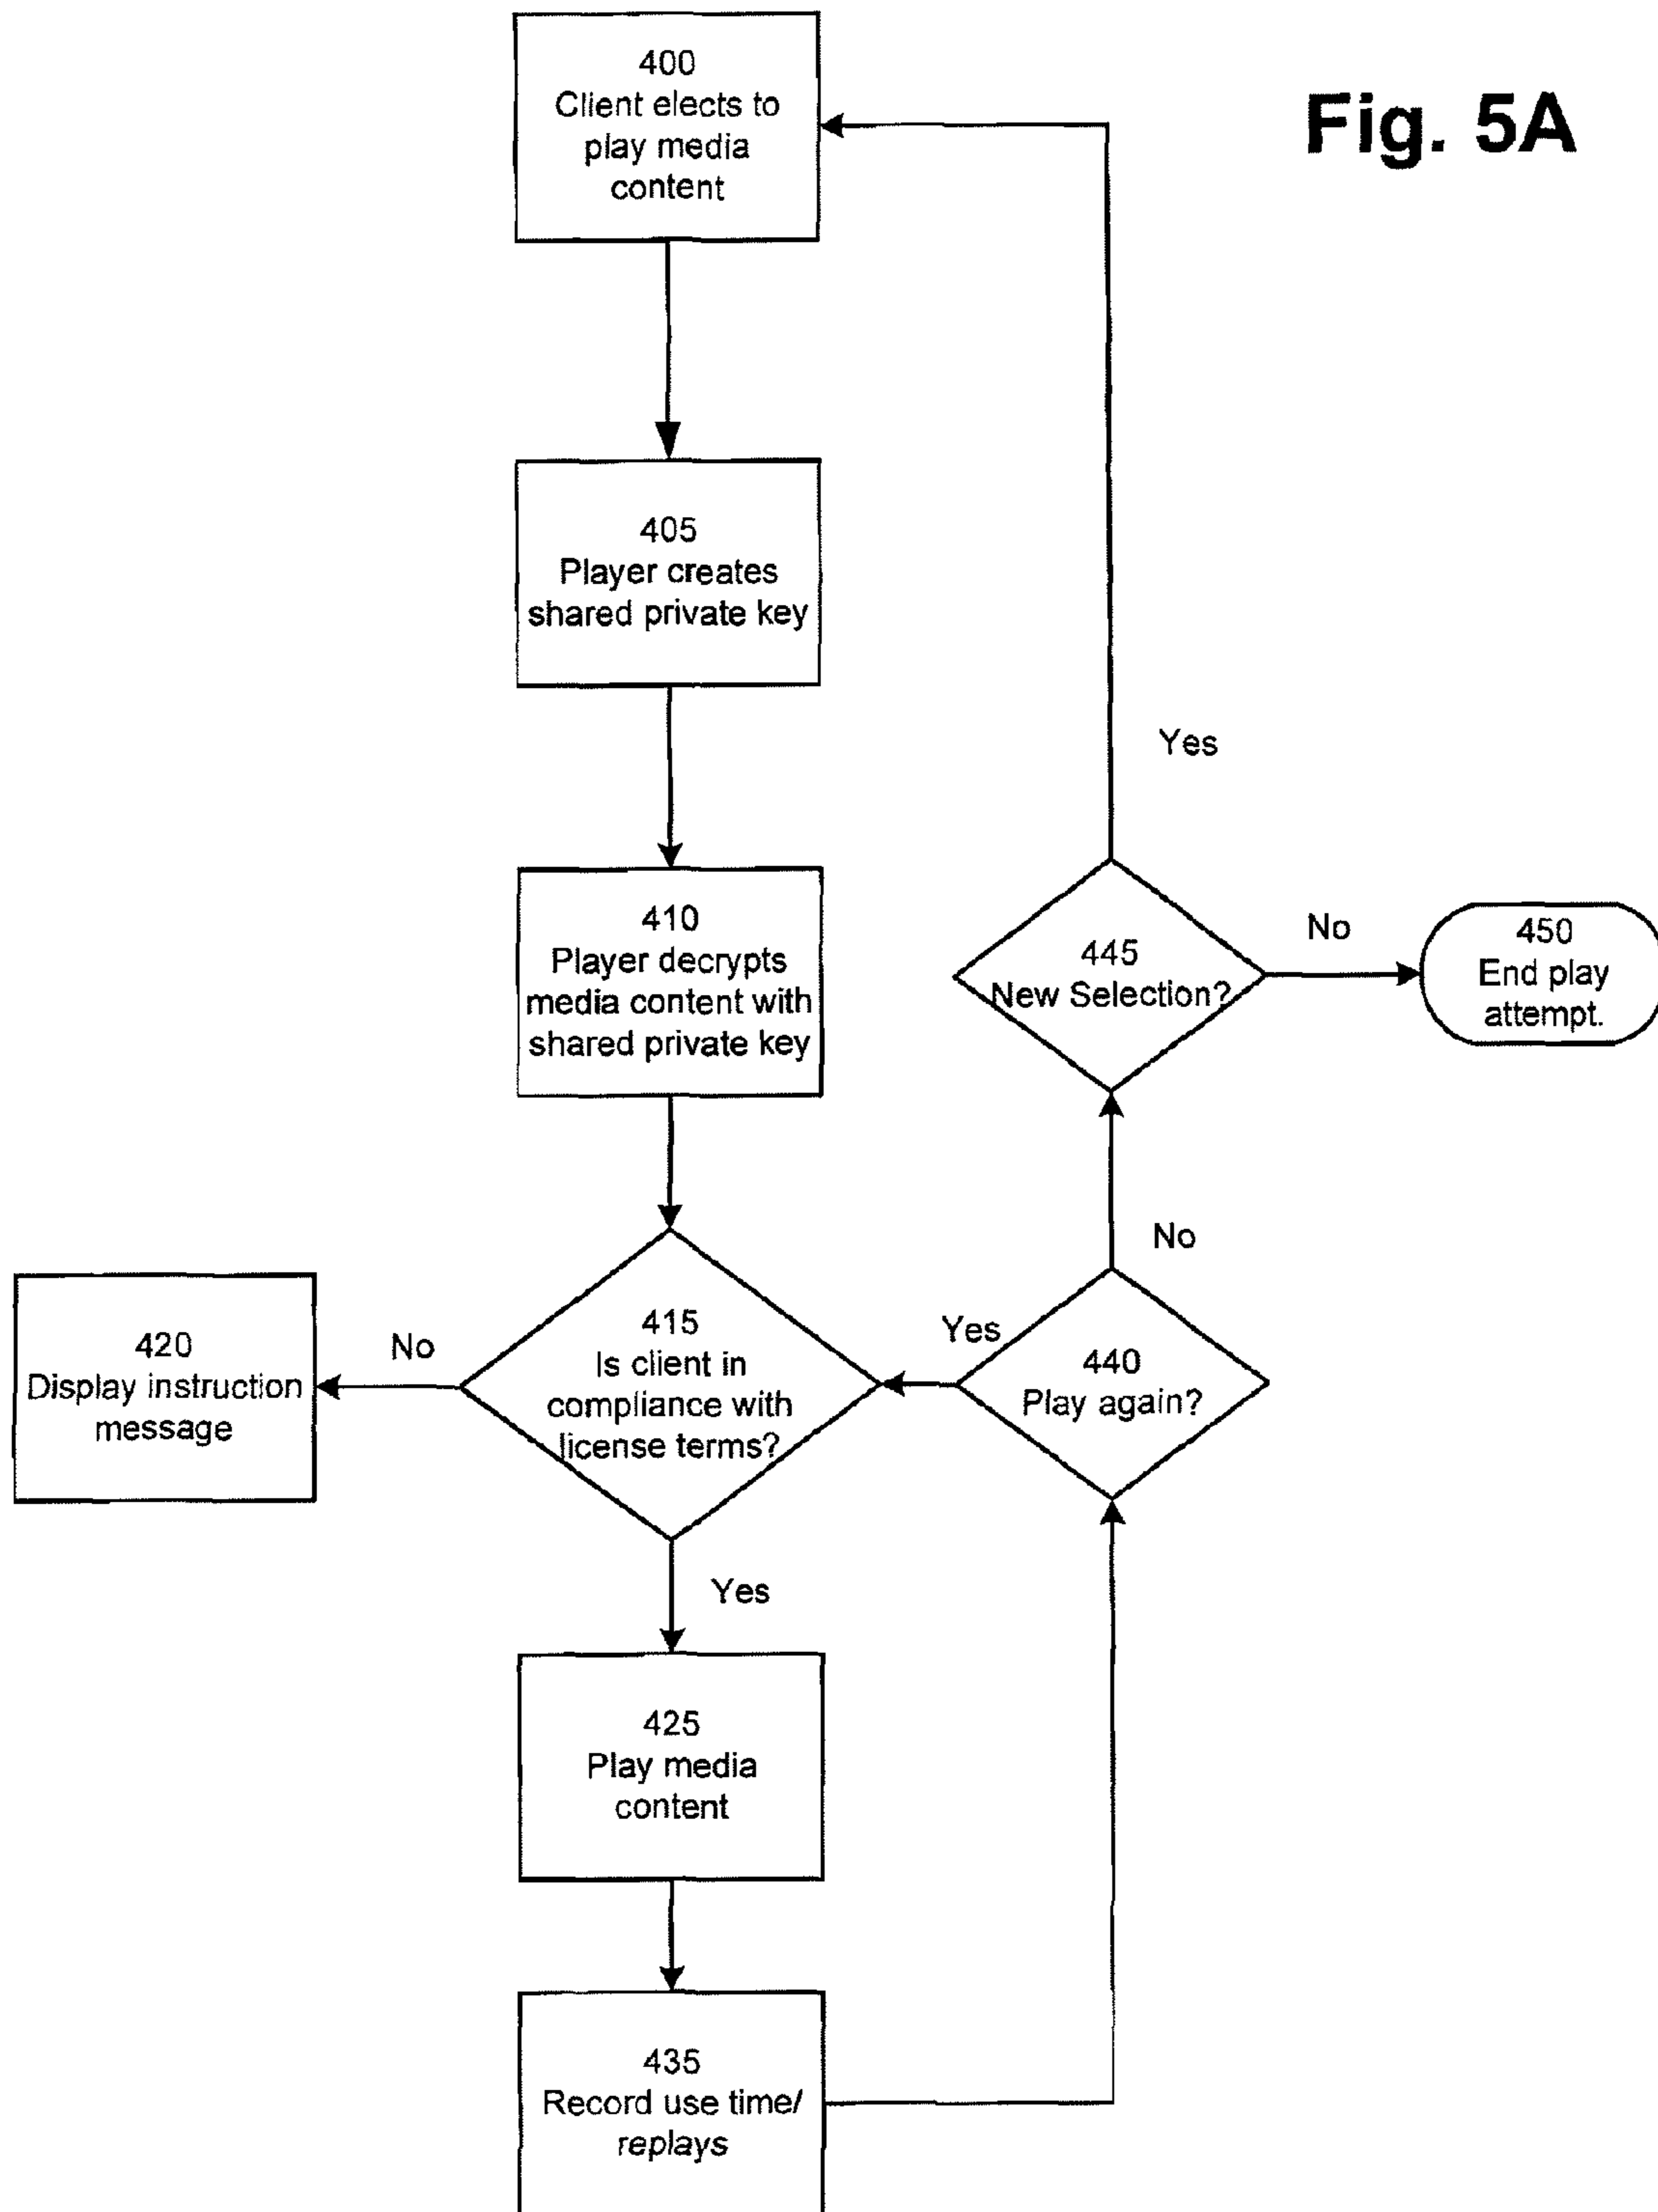 Fig. 5A
400
Client elects to
play media
content
405
Player creates
shared private key
Yes
410
Player decrypts
media content with
shared private key
445
New Selection?
No
450
End play
attempt.
No
415
Is client in
compliance with
license terms?
No
420
Display instruction
message
Yes
440
Play again?
Yes
425
Play media
content
435
Record use time/
replays